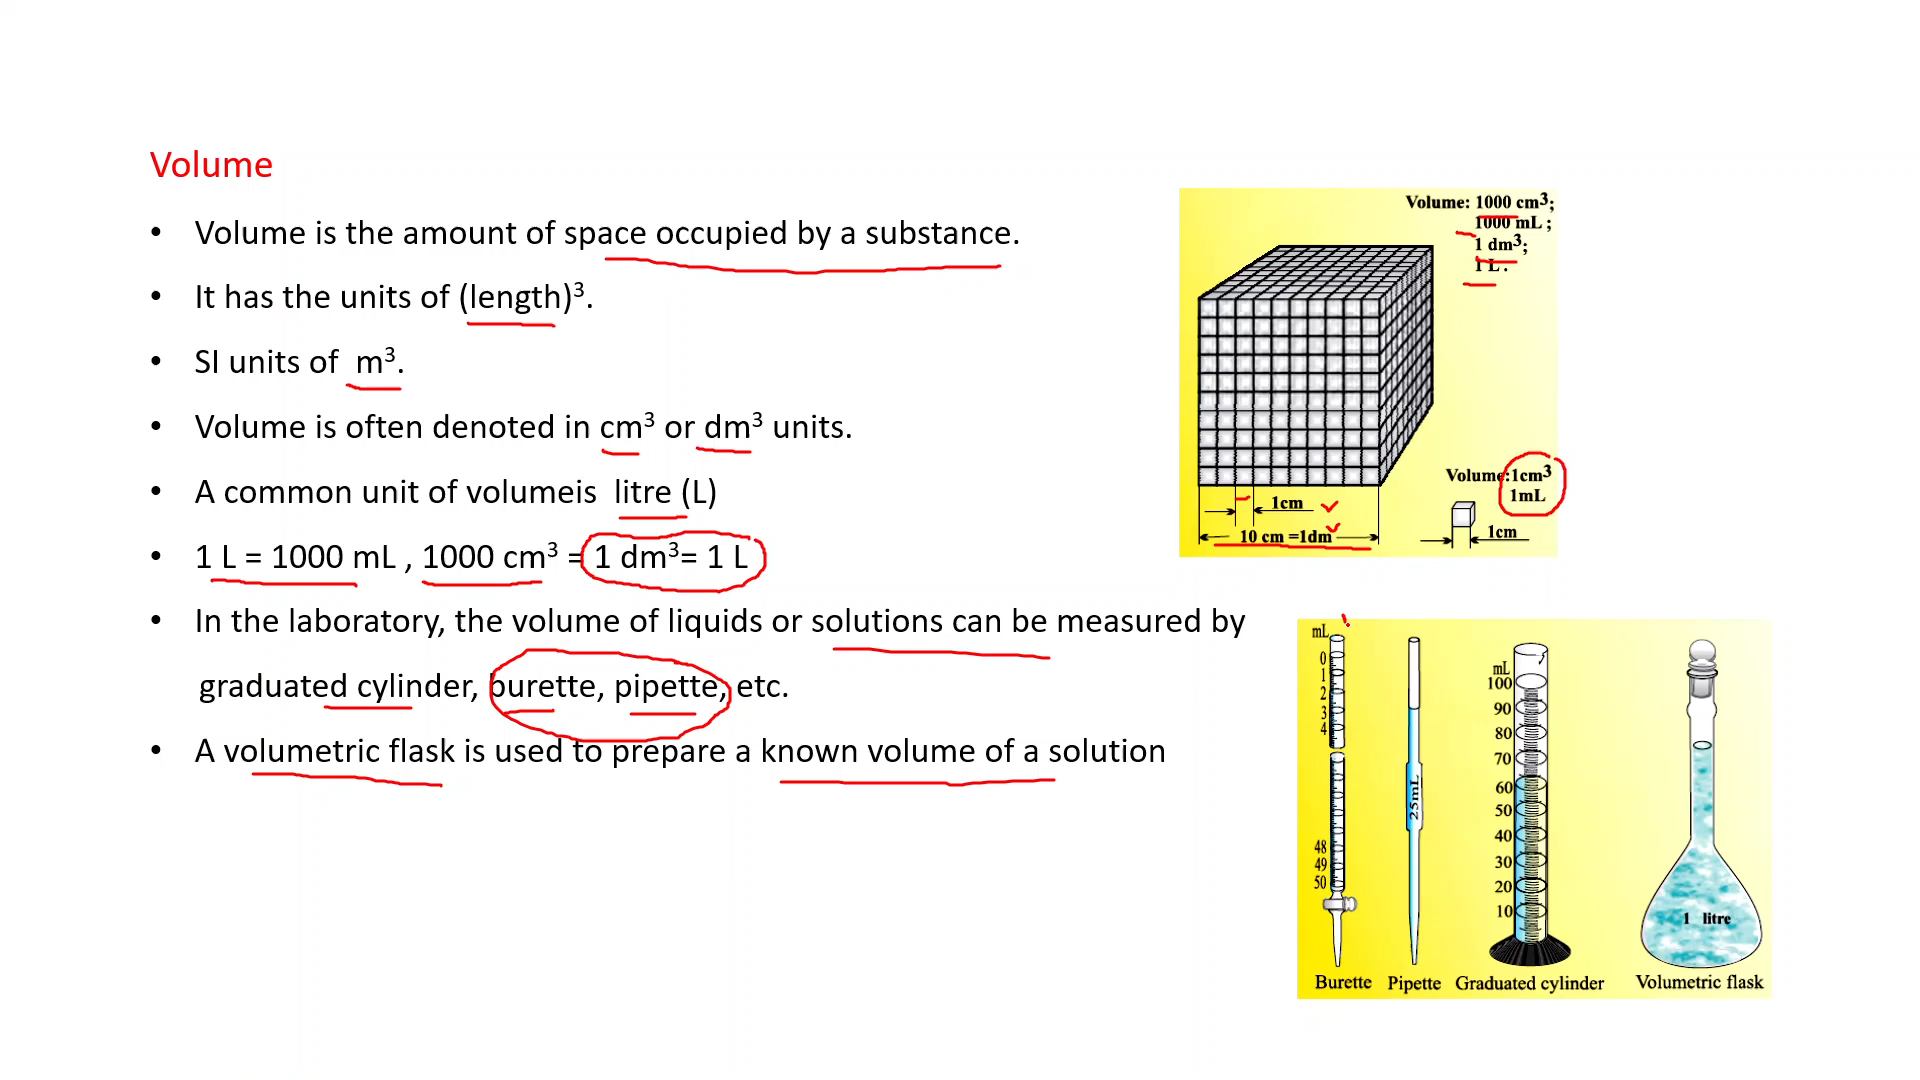 Volume
• Volume is the amount of space occupied by a substance.
• It has the units of (length)³.
• SI units of m³.
• Volume is often denoted in cm³ or dm³ units.
• A common unit of volumeis litre (L)
• 1 L = 1000 mL , 1000 cm³ = 1 dm³= 1 L
• In the laboratory, the volume of liquids or solutions can be measured by
graduated cylinder, burette, pipette, etc.
• A volumetric flask is used to prepare a known volume of a solution
Volume: 1000 cm³;
1000 mL ;
1 dm³;
1 L .
1cm
10 cm =1dm
Volume:1cm³
1mL
1cm
mL
0
1
2
3
4
48
49
50
Burette
25mL
Pipette
mL
100
90
80
70
60
50
40
30
20
10
Graduated cylinder
1 litre
Volumetric flask